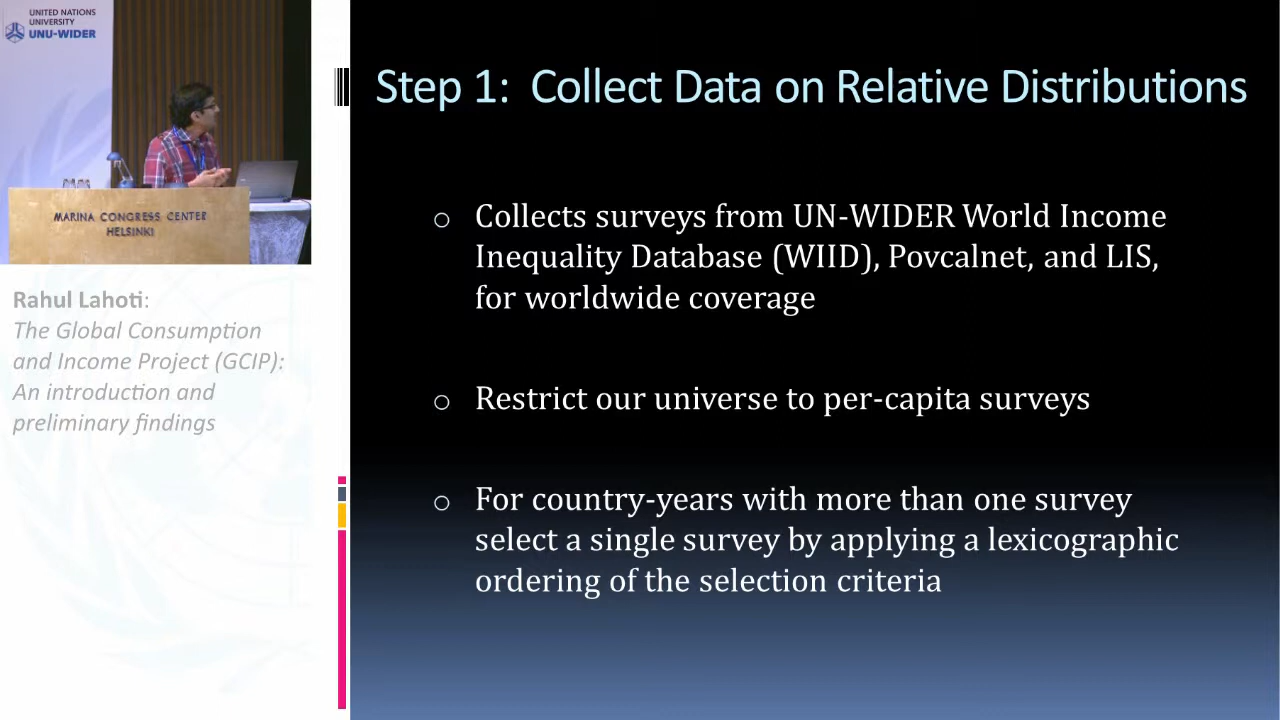 UNITED NATIONS
UNIVERSITY
UNU-WIDER
MARINA CONGRESS CENTER
HELSINKI
Rahul Lahoti:
The Global Consumption
and Income Project (GCIP):
An introduction and
preliminary findings
Step 1: Collect Data on Relative Distributions
o Collects surveys from UN-WIDER World Income
Inequality Database (WIID), Povcalnet, and LIS,
for worldwide coverage
o Restrict our universe to per-capita surveys
o For country-years with more than one survey
select a single survey by applying a lexicographic
ordering of the selection criteria